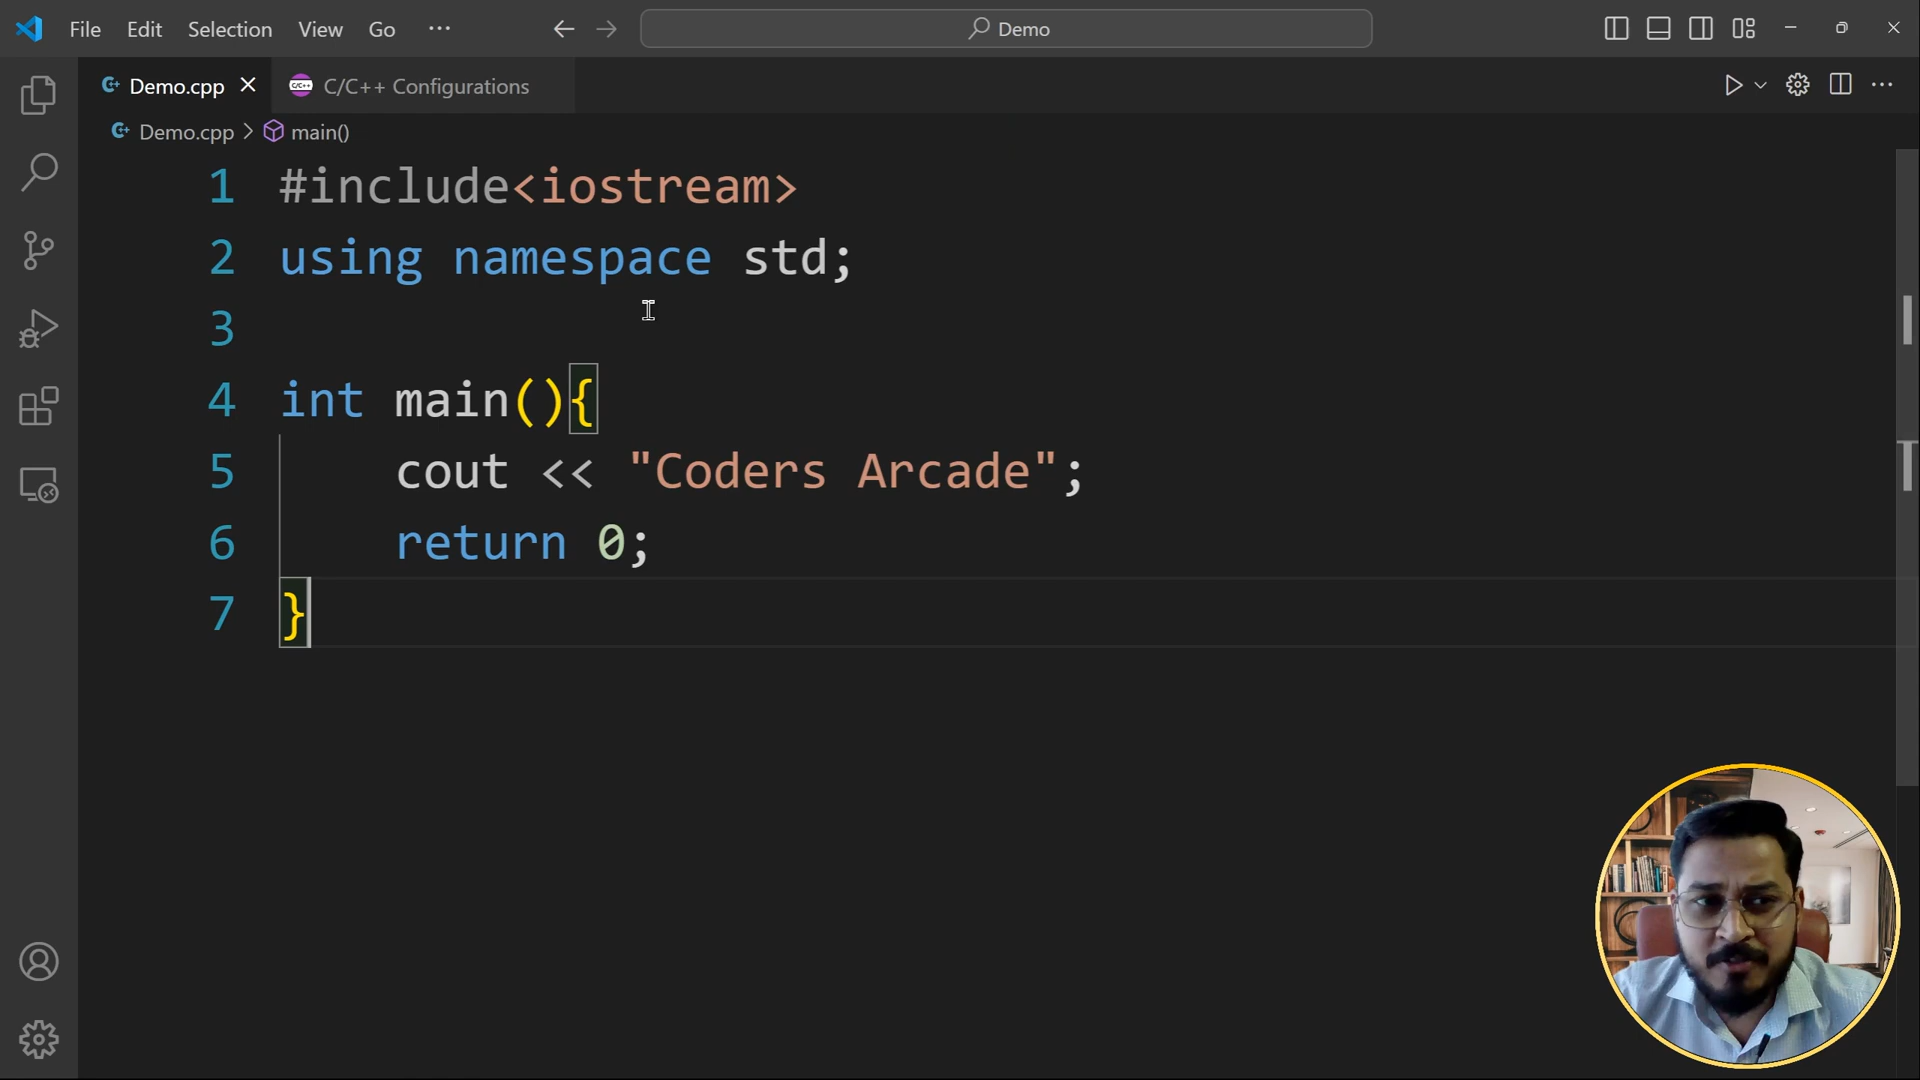 File Edit Selection View Go ··· Demo
Demo.cpp C/C++ Configurations
Demo.cpp > main()
1 #include<iostream>
2 using namespace std;
3
4 int main(){
5     cout << "Coders Arcade";
6     return 0;
7 }